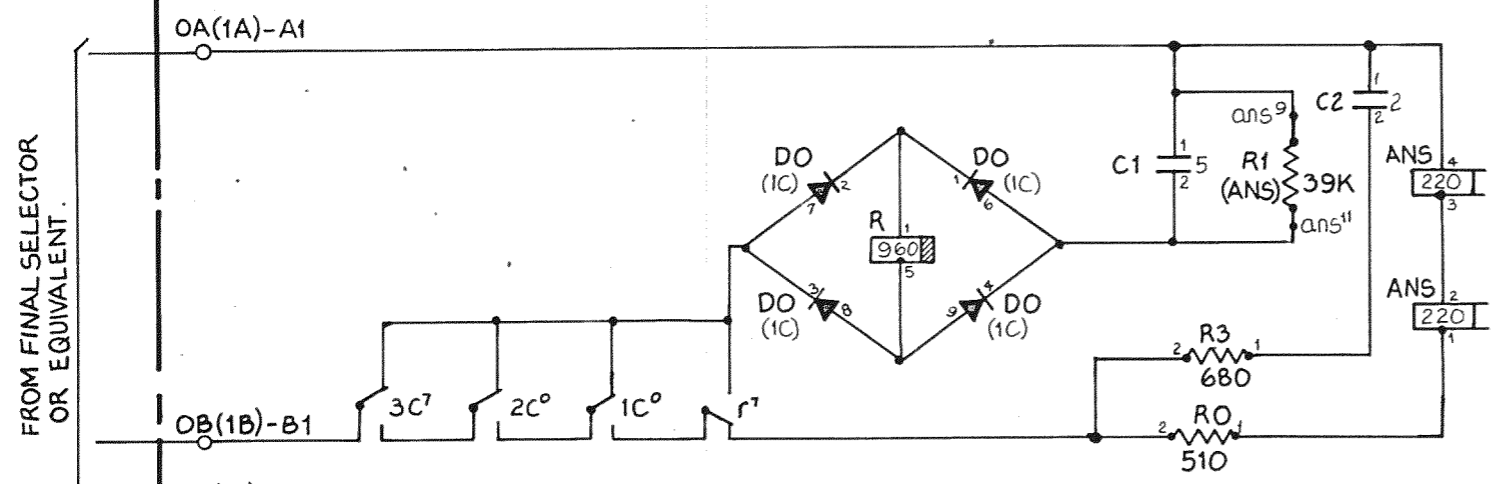 FROM FINAL SELECTOR
OR EQUIVALENT.
OA(1A)-A1
OB(1B)-B1
3C⁷
2C⁰
1C⁰
r⁷
DO
(1C)
2
7
DO
(1C)
1
6
R
1
960
5
DO
(1C)
3
8
DO
(1C)
4
9
C1
1
5
2
ans⁹
R1
(ANS)
39K
ans¹¹
C2
1
2
2
ANS
4
220
3
ANS
2
220
1
R3
2
1
680
RO
2
1
510